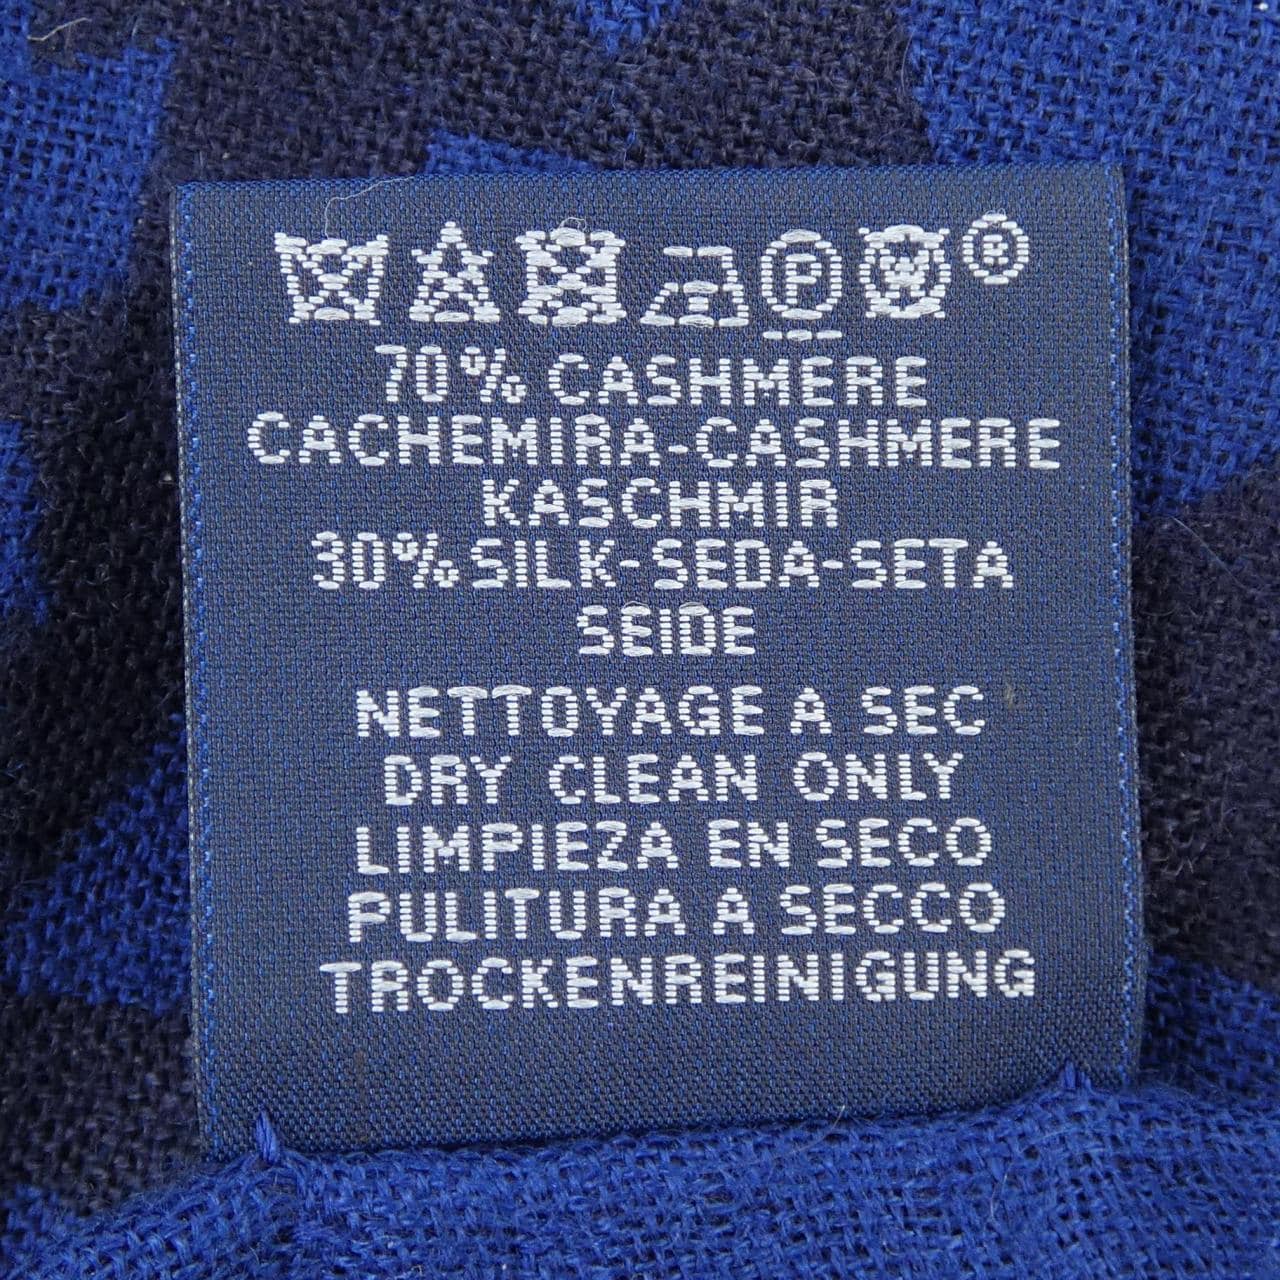 P ®
70% CASHMERE
CACHEMIRA-CASHMERE
KASCHMIR
30% SILK-SEDA-SETA
SEIDE
NETTOYAGE A SEC
DRY CLEAN ONLY
LIMPIEZA EN SECO
PULITURA A SECCO
TROCKENREINIGUNG